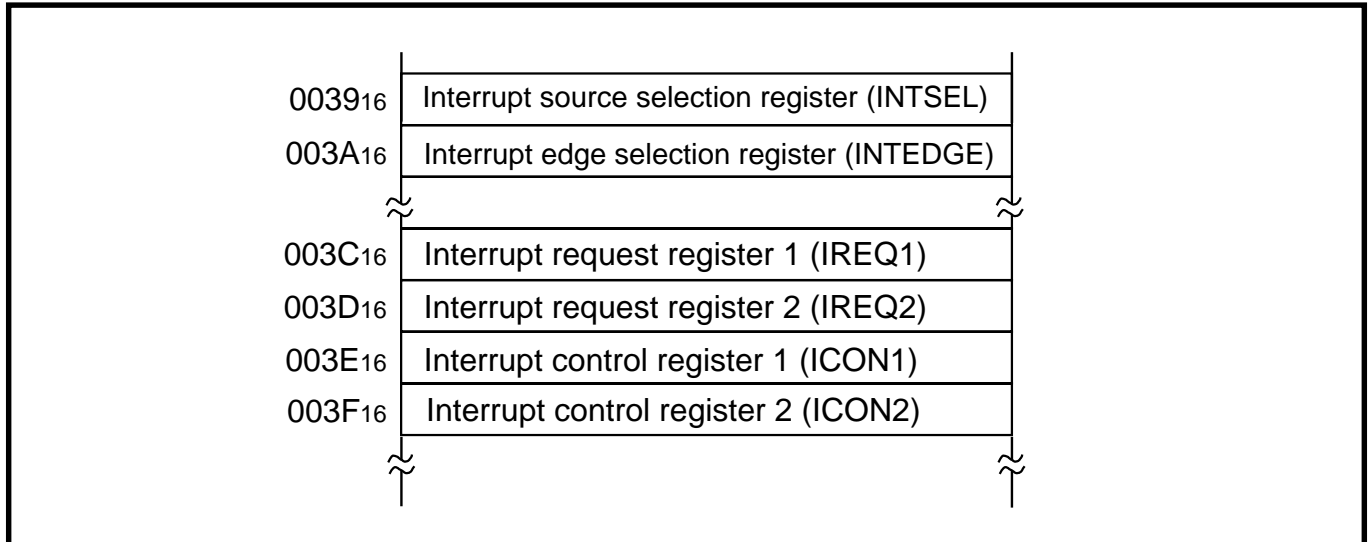 0039₁₆ Interrupt source selection register (INTSEL)
003A₁₆ Interrupt edge selection register (INTEDGE)
003C₁₆ Interrupt request register 1 (IREQ1)
003D₁₆ Interrupt request register 2 (IREQ2)
003E₁₆ Interrupt control register 1 (ICON1)
003F₁₆ Interrupt control register 2 (ICON2)